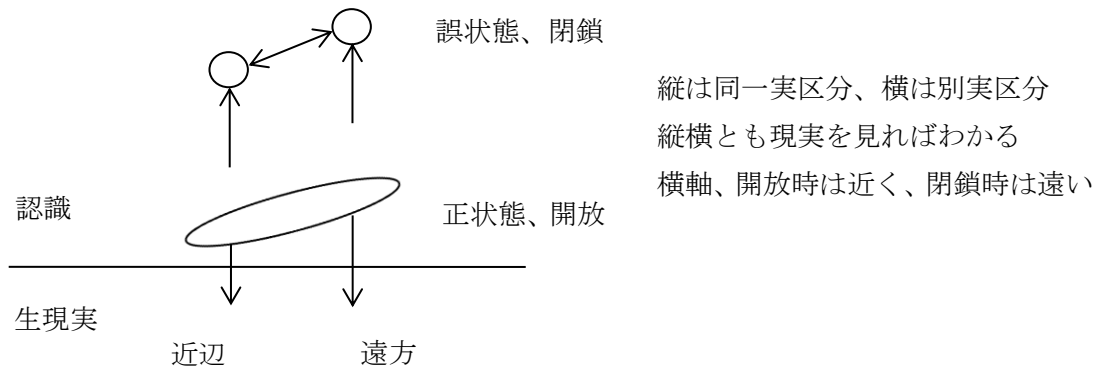 誤状態、閉鎖
縦は同一実区分、横は別実区分
縦横とも現実を見ればわかる
横軸、開放時は近く、閉鎖時は遠い
認識
正状態、開放
生現実
近辺
遠方